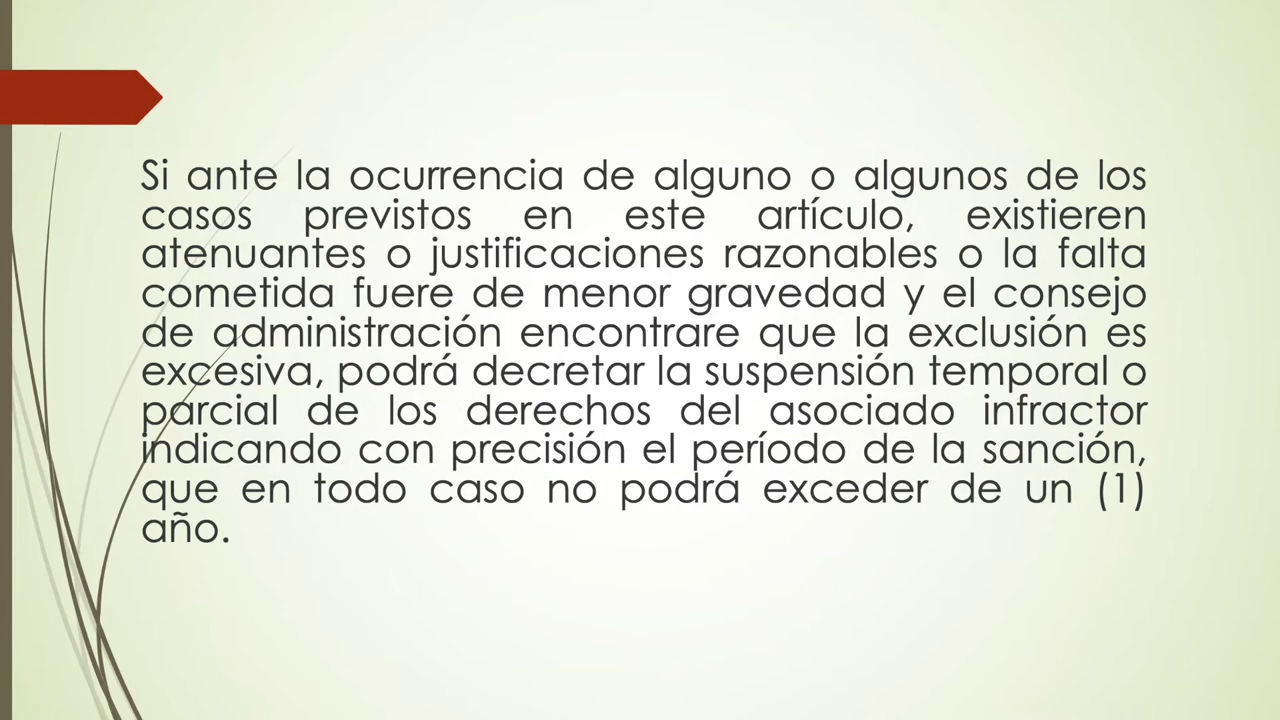 Si ante la ocurrencia de alguno o algunos de los
casos previstos en este artículo, existieren
atenuantes o justificaciones razonables o la falta
cometida fuere de menor gravedad y el consejo
de administración encontrare que la exclusión es
excesiva, podrá decretar la suspensión temporal o
parcial de los derechos del asociado infractor
indicando con precisión el período de la sanción,
que en todo caso no podrá exceder de un (1)
año.